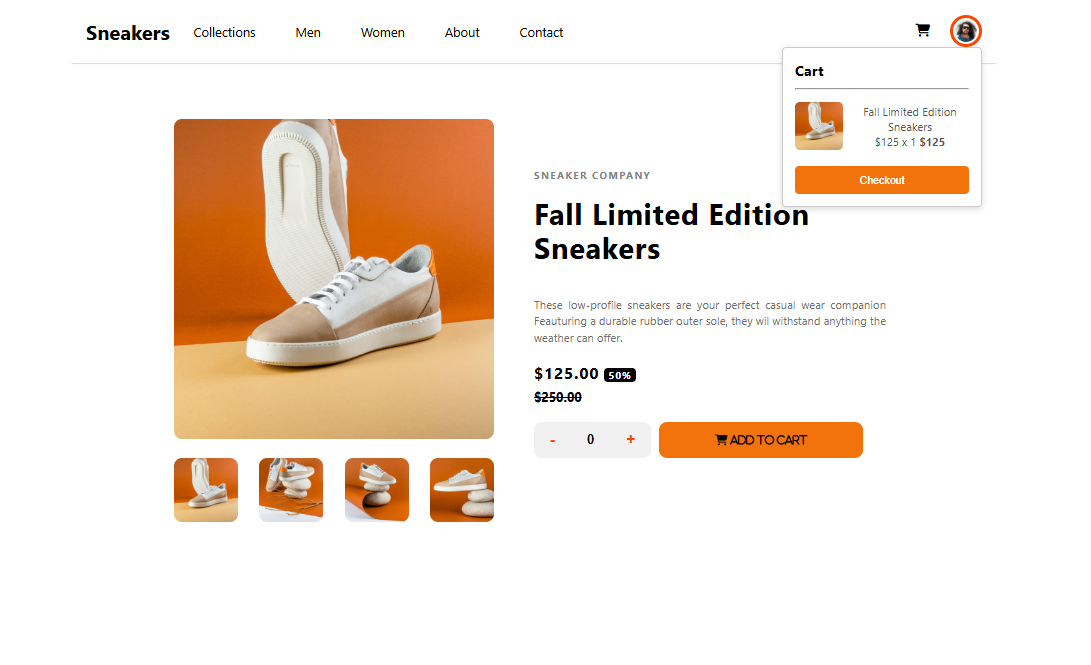 Sneakers Collections Men Women About Contact
Cart
Fall Limited Edition
Sneakers
$125 x 1 $125
Checkout
SNEAKER COMPANY
Fall Limited Edition
Sneakers
These low-profile sneakers are your perfect casual wear companion
Feauturing a durable rubber outer sole, they wil withstand anything the
weather can offer.
$125.00 50%
$250.00
- 0 + ADD TO CART